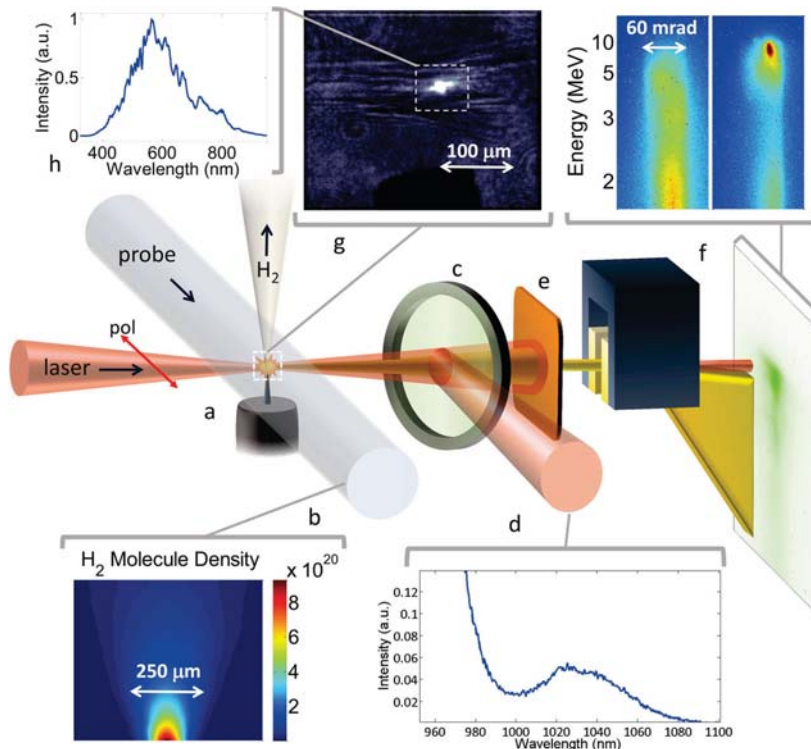 Intensity (a.u.)
1
0.5
0
400
600
800
Wavelength (nm)
h
100 μm
g
Energy (MeV)
10
5
3
2
60 mrad
f
probe
H2
c
e
pol
laser
a
b
d
H2 Molecule Density
x 10^20
8
6
4
2
250 μm
Intensity (a.u.)
0.12
0.1
0.08
0.06
0.04
0.02
960
980
1000
1020
1040
1060
1080
1100
Wavelength (nm)